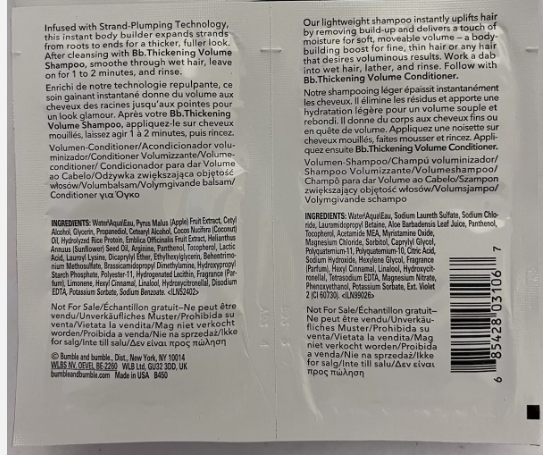 Infused with Strand-Plumping Technology,
this instant body builder expands strands
from roots to ends for a thicker, fuller look.
After cleansing with Bb.Thickening Volume
Shampoo, smoothe through wet hair, leave
on for 1 to 2 minutes, and rinse.
Enrichi de notre technologie repulpante, ce
soin gainant instantané donne du volume aux
cheveux des racines jusqu'aux pointes pour
un look glamour. Après votre Bb.Thickening
Volume Shampoo, appliquez-le sur cheveux
mouillés, laissez agir 1 à 2 minutes, puis rincez.
Volumen-Conditioner/Acondicionador volu-
minizador/Conditioner Volumizzante/Volume-
conditioner/ Condicionador para dar Volume
ao Cabelo/Odżywka zwiększająca objętość
włosów/Volumbalsam/Volymgivande balsam/
Conditioner για Όγκο
INGREDIENTS: Water\Aqua\Eau, Pyrus Malus (Apple) Fruit Extract, Cetyl
Alcohol, Glycerin, Propanediol, Cetearyl Alcohol, Cocos Nucifera (Coconut)
Oil, Hydrolyzed Rice Protein, Emblica Officinalis Fruit Extract, Helianthus
Annuus (Sunflower) Seed Oil, Arginine, Panthenol, Tocopherol, Lactic
Acid, Lauroyl Lysine, Dicaprylyl Ether, Ethylhexylglycerin, Behentrimo-
nium Methosulfate, Brassicamidopropyl Dimethylamine, Hydroxypropyl
Starch Phosphate, Polyester-11, Hydrogenated Lecithin, Fragrance (Par-
fum), Limonene, Hexyl Cinnamal, Linalool, Hydroxycitronellal, Disodium
EDTA, Potassium Sorbate, Sodium Benzoate. <ILN52402>
Not For Sale/Échantillon gratuit–Ne peut être
vendu/Unverkäufliches Muster/Prohibida su
venta/Vietata la vendita/Mag niet verkocht
worden/Proibida a venda/Nie na sprzedaż/Ikke
for salg/Inte till salu/Δεν είναι προς πώληση
© Bumble and bumble., Dist., New York, NY 10014
WLBS NV, OEVEL BE-2260 WLB Ltd. GU32 3DD, UK
bumbleandbumble.com Made in USA B450
Our lightweight shampoo instantly uplifts hair
by removing build-up and delivers a touch of
moisture for soft, moveable volume – a body-
building boost for fine, thin hair or any hair
that desires voluminous results. Work a dab
into wet hair, lather, and rinse. Follow with
Bb.Thickening Volume Conditioner.
Notre shampooing léger épaissit instantanément
les cheveux. Il élimine les résidus et apporte une
hydratation légère pour un volume souple et
rebondi. Il donne du corps aux cheveux fins ou
en quête de volume. Appliquez une noisette sur
cheveux mouillés, faites mousser et rincez. Appli-
quez ensuite Bb.Thickening Volume Conditioner.
Volumen-Shampoo/Champú voluminizador/
Shampoo Volumizzante/Volumeshampoo/
Champô para dar Volume ao Cabelo/Szampon
zwiększający objętość włosów/Volumsjampo/
Volymgivande schampo
INGREDIENTS: Water\Aqua\Eau, Sodium Laureth Sulfate, Sodium Chlo-
ride, Lauramidopropyl Betaine, Aloe Barbadensis Leaf Juice, Panthenol,
Tocopherol, Acetamide MEA, Myristamine Oxide,
Magnesium Chloride, Sorbitol, Caprylyl Glycol,
Polyquaternium-11, Polyquaternium-10, Citric Acid,
Sodium Hydroxide, Hexylene Glycol, Fragrance
(Parfum), Hexyl Cinnamal, Linalool, Hydroxycit-
ronellal, Tetrasodium EDTA, Magnesium Nitrate,
Phenoxyethanol, Potassium Sorbate, Ext. Violet
2 (CI 60730). <ILN99026>
Not For Sale/Échantillon gratuit–
Ne peut être vendu/Unverkäu-
fliches Muster/Prohibida su
venta/Vietata la vendita/Mag
niet verkocht worden/Proibida
a venda/Nie na sprzedaż/Ikke
for salg/Inte till salu/Δεν είναι
προς πώληση
6 85428 03106 7